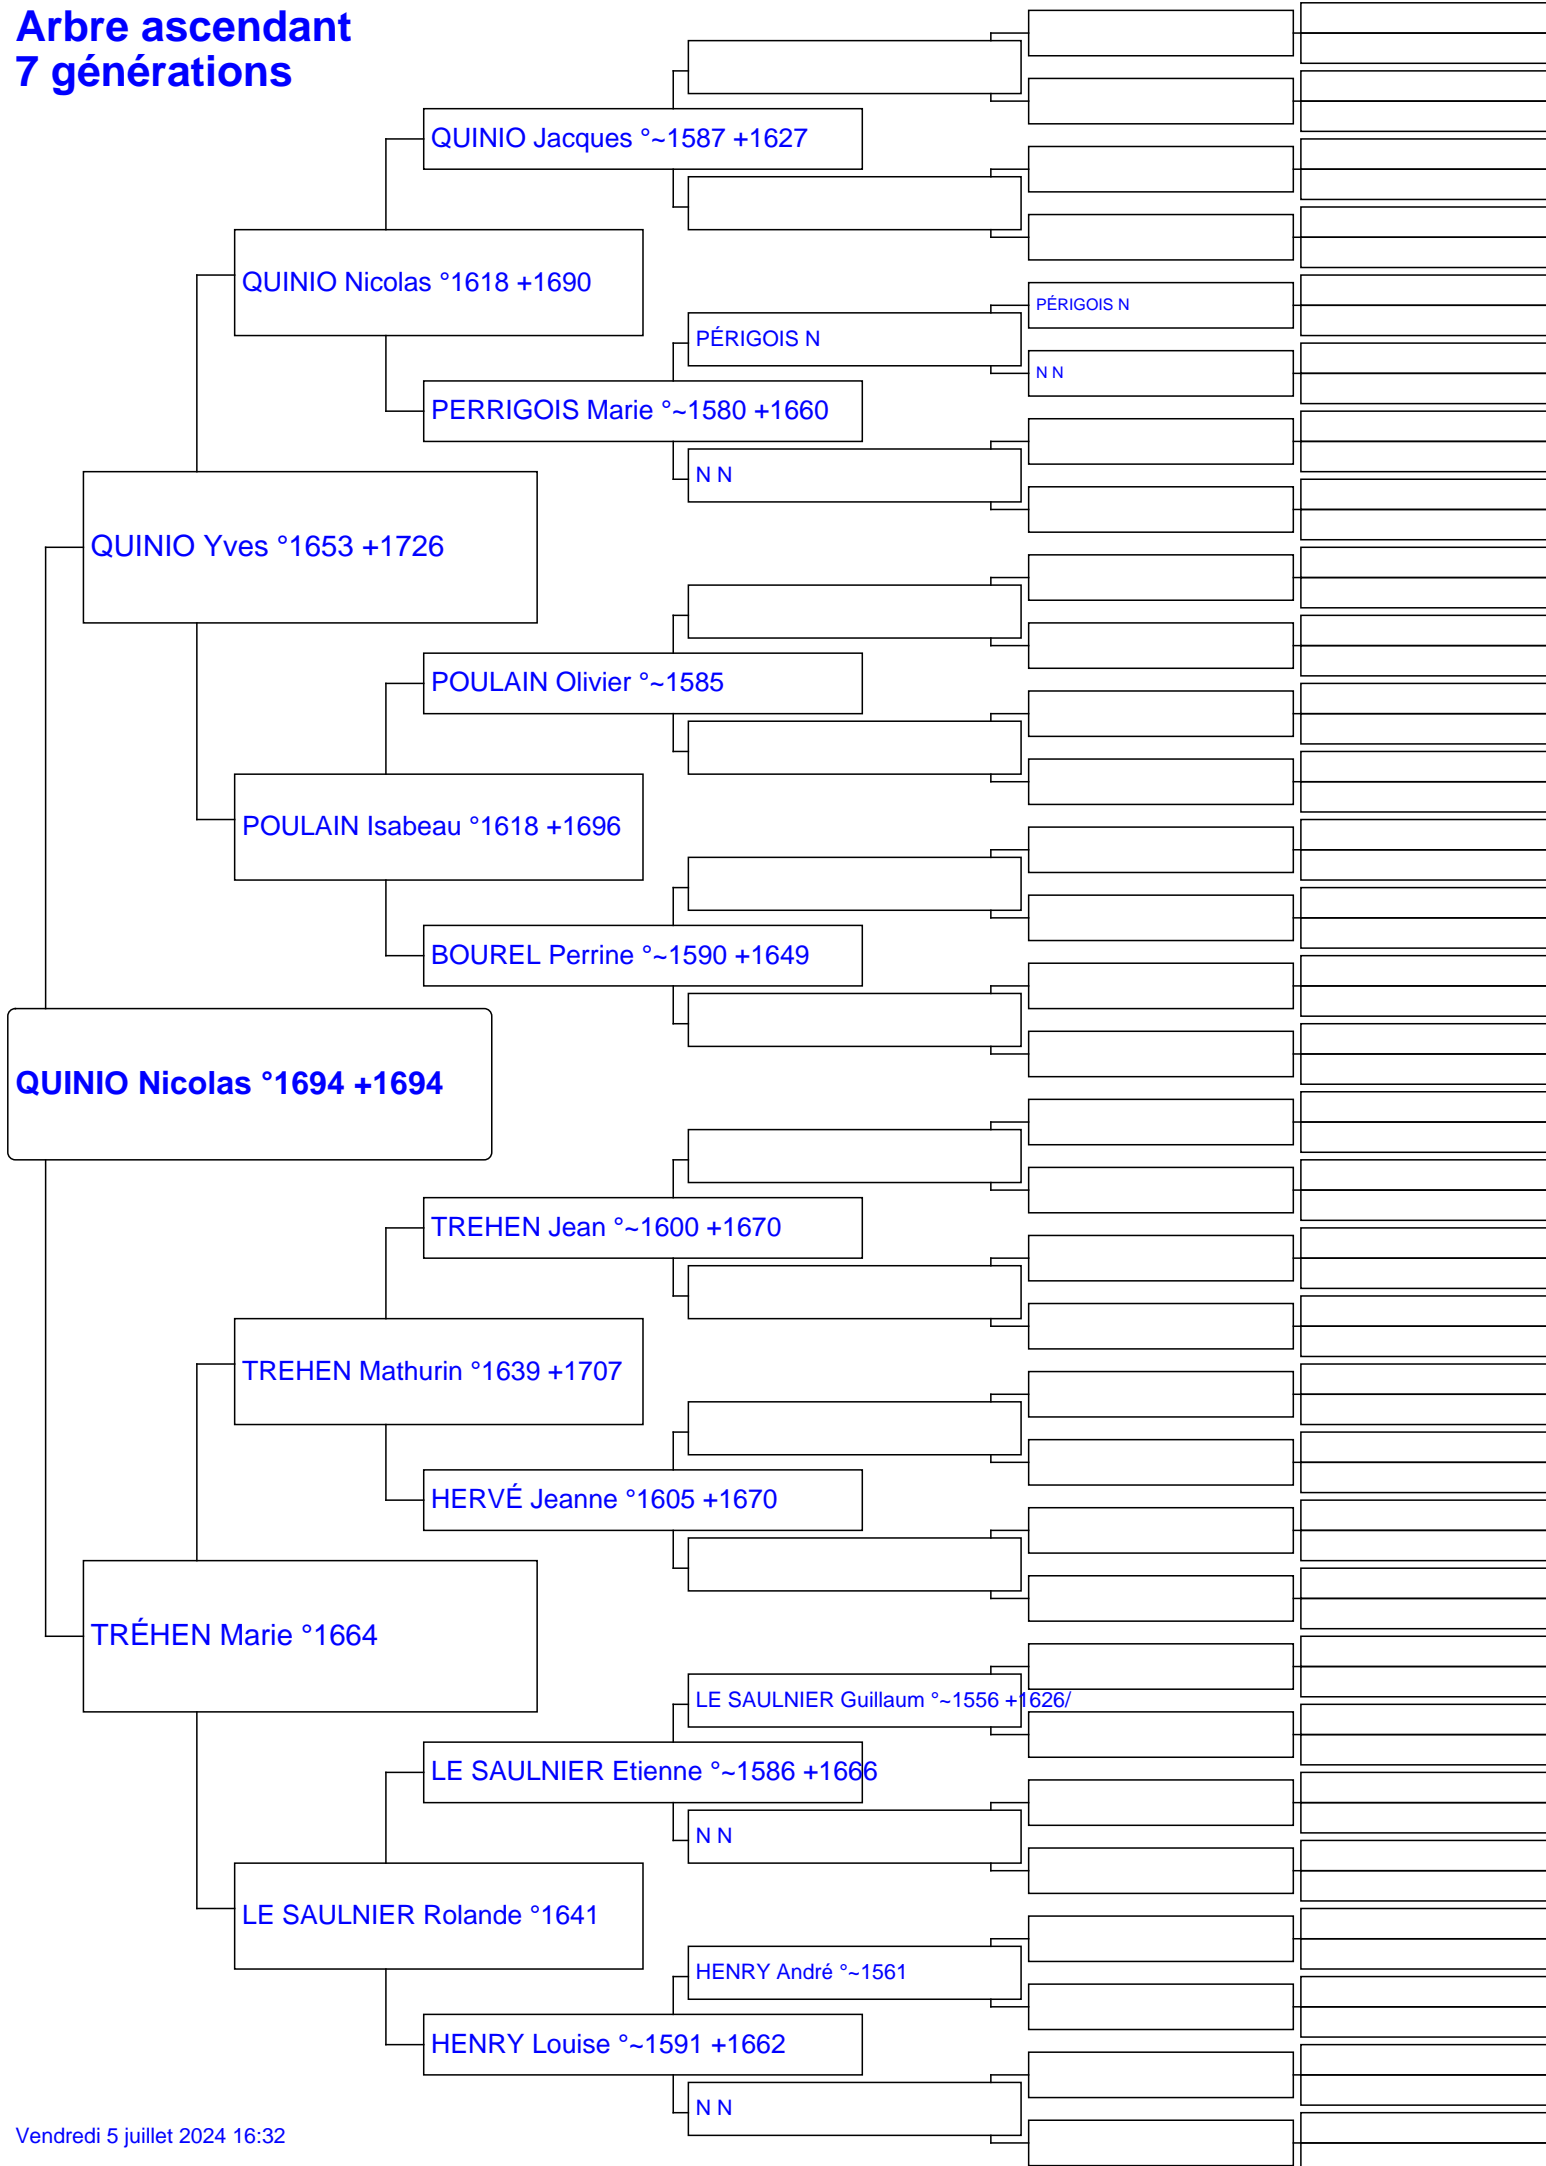 Arbre ascendant
7 générations
QUINIO Jacques °~1587 +1627
QUINIO Nicolas °1618 +1690
PÉRIGOIS N
PÉRIGOIS N
N N
PERRIGOIS Marie °~1580 +1660
N N
QUINIO Yves °1653 +1726
POULAIN Olivier °~1585
POULAIN Isabeau °1618 +1696
BOUREL Perrine °~1590 +1649
QUINIO Nicolas °1694 +1694
TREHEN Jean °~1600 +1670
TREHEN Mathurin °1639 +1707
HERVÉ Jeanne °1605 +1670
TRÉHEN Marie °1664
LE SAULNIER Guillaum °~1556 +1626/
LE SAULNIER Etienne °~1586 +1666
N N
LE SAULNIER Rolande °1641
HENRY André °~1561
HENRY Louise °~1591 +1662
N N
Vendredi 5 juillet 2024 16:32